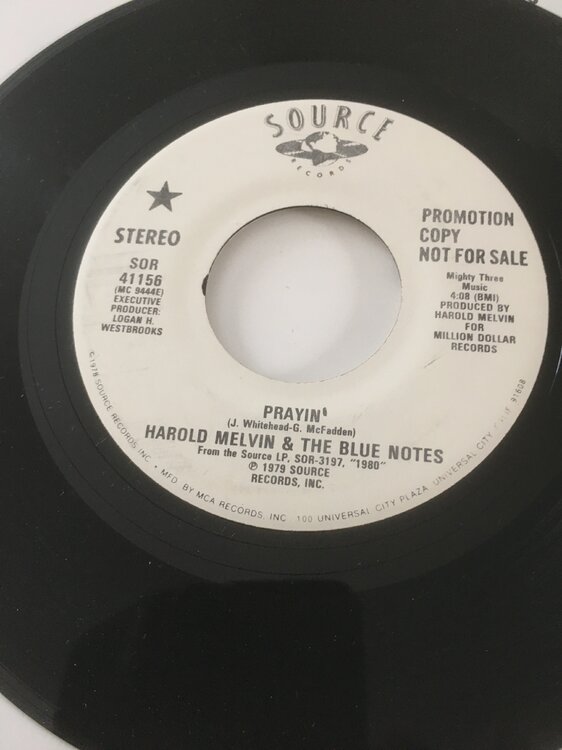 SOURCE
RECORDS
STEREO
SOR
41156
(MC 9444E)
EXECUTIVE
PRODUCER:
LOGAN H.
WESTBROOKS
PROMOTION
COPY
NOT FOR SALE
Mighty Three
Music
4:08 (BMI)
PRODUCED BY
HAROLD MELVIN
FOR
MILLION DOLLAR
RECORDS
PRAYIN'
(J. Whitehead-G. McFadden)
HAROLD MELVIN & THE BLUE NOTES
From the Source LP, SOR-3197, "1980"
℗ 1979 SOURCE
RECORDS, INC.
©1978 SOURCE RECORDS, INC. • MFD. BY MCA RECORDS, INC. 100 UNIVERSAL CITY PLAZA, UNIVERSAL CITY, 91608